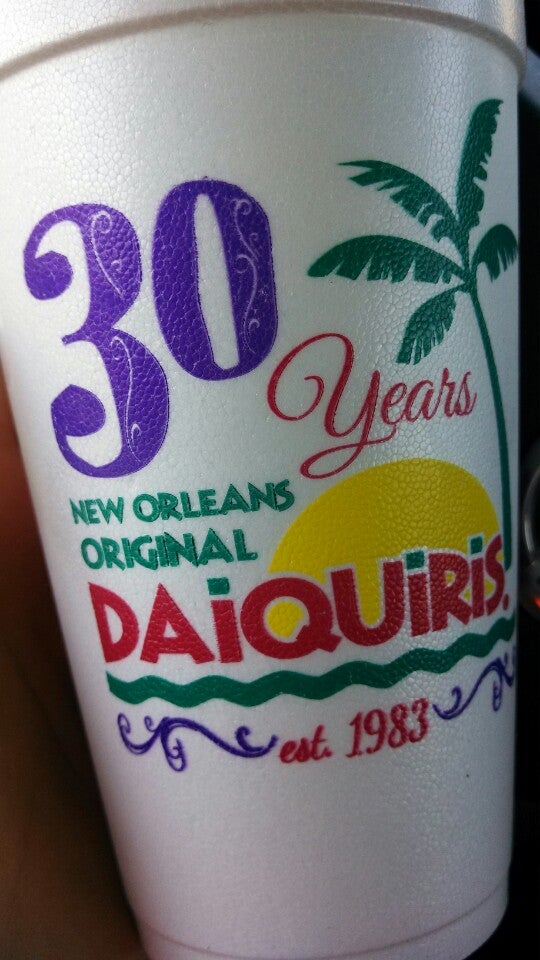 30
Years
NEW ORLEANS
ORIGINAL
DAiQUiRiS.
est. 1983